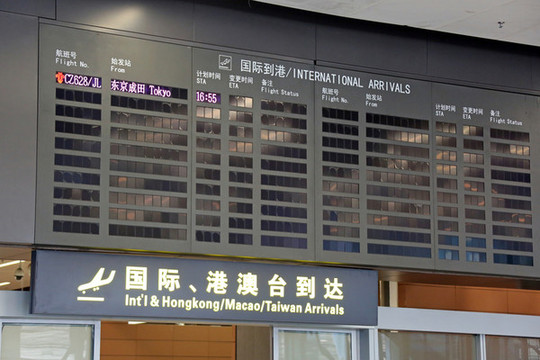 国际到港/INTERNATIONAL ARRIVALS
航班号 始发站 计划时间 变更时间 备注 航班号 始发站 计划时间 变更时间 备注
Flight No. From STA ETA Flight Status Flight No. From STA ETA Flight Status
CZ628/JL 东京成田 Tokyo 16:55
国际、港澳台到达
Int'l & Hongkong/Macao/Taiwan Arrivals